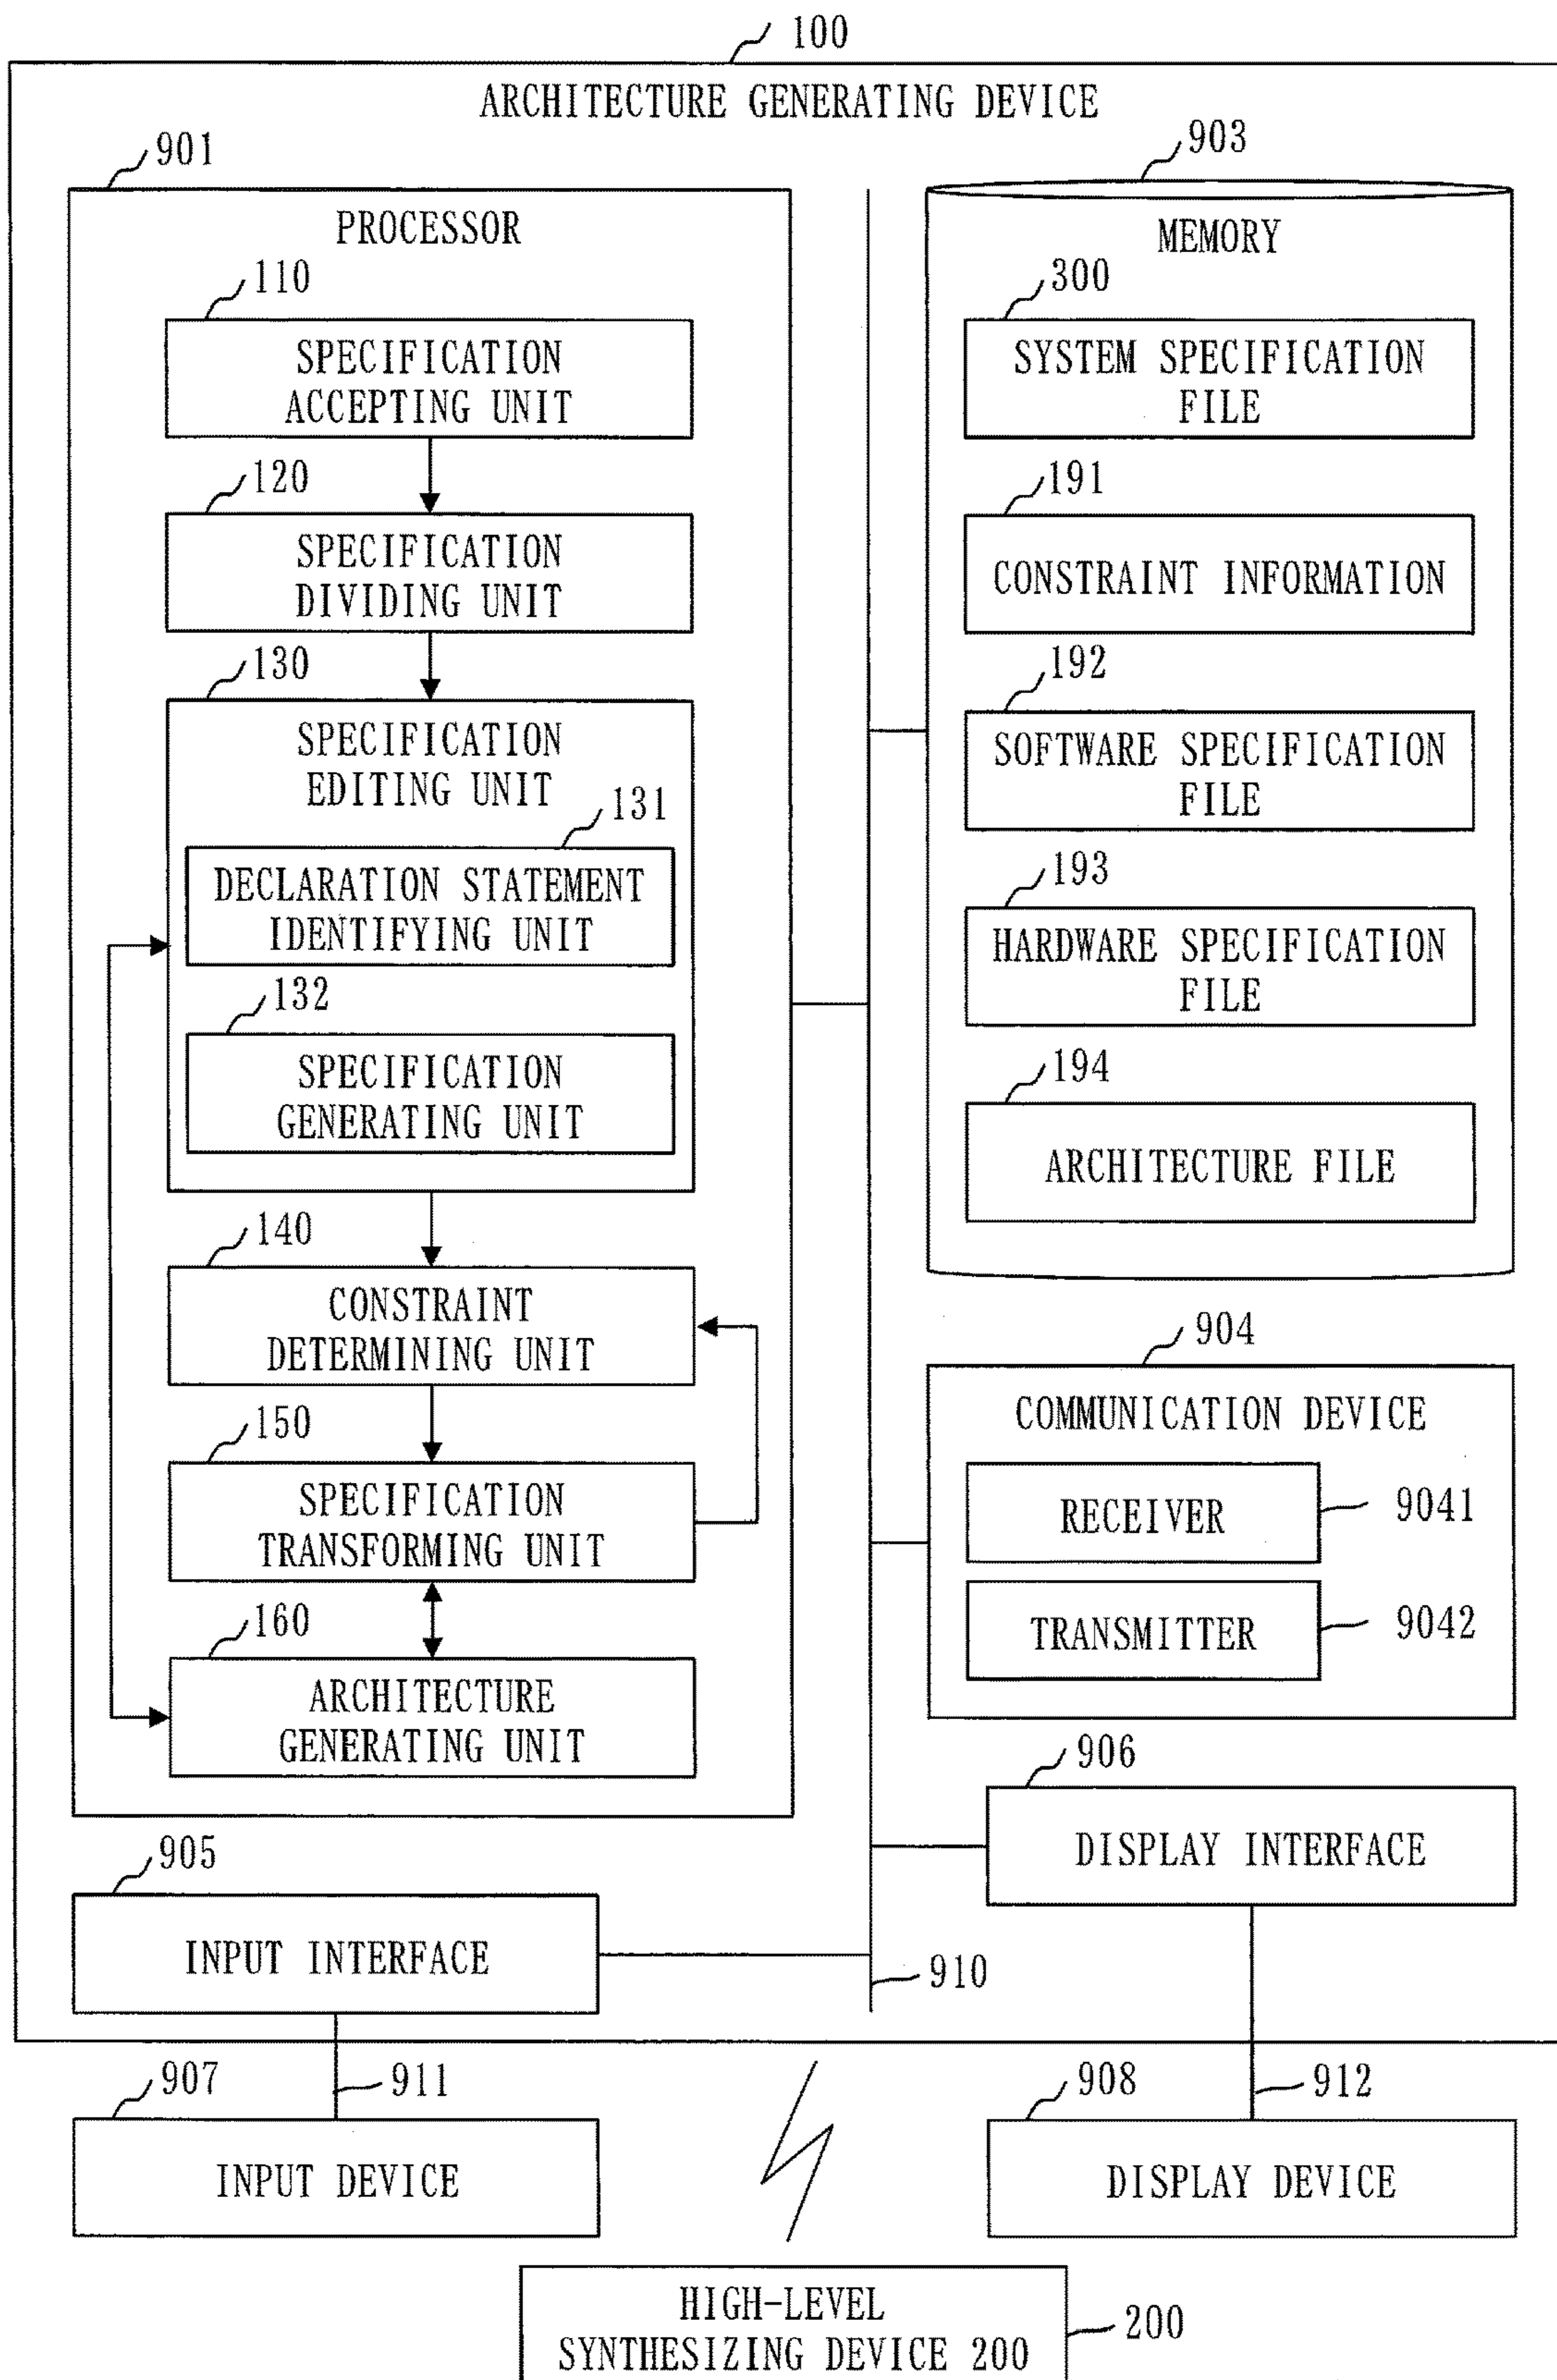 100
ARCHITECTURE GENERATING DEVICE
901
PROCESSOR
110
SPECIFICATION
ACCEPTING UNIT
120
SPECIFICATION
DIVIDING UNIT
130
SPECIFICATION
EDITING UNIT
131
DECLARATION STATEMENT
IDENTIFYING UNIT
132
SPECIFICATION
GENERATING UNIT
140
CONSTRAINT
DETERMINING UNIT
150
SPECIFICATION
TRANSFORMING UNIT
160
ARCHITECTURE
GENERATING UNIT
903
MEMORY
300
SYSTEM SPECIFICATION
FILE
191
CONSTRAINT INFORMATION
192
SOFTWARE SPECIFICATION
FILE
193
HARDWARE SPECIFICATION
FILE
194
ARCHITECTURE FILE
904
COMMUNICATION DEVICE
RECEIVER
9041
TRANSMITTER
9042
906
DISPLAY INTERFACE
905
INPUT INTERFACE
910
907
911
INPUT DEVICE
908
912
DISPLAY DEVICE
HIGH-LEVEL
SYNTHESIZING DEVICE 200
200